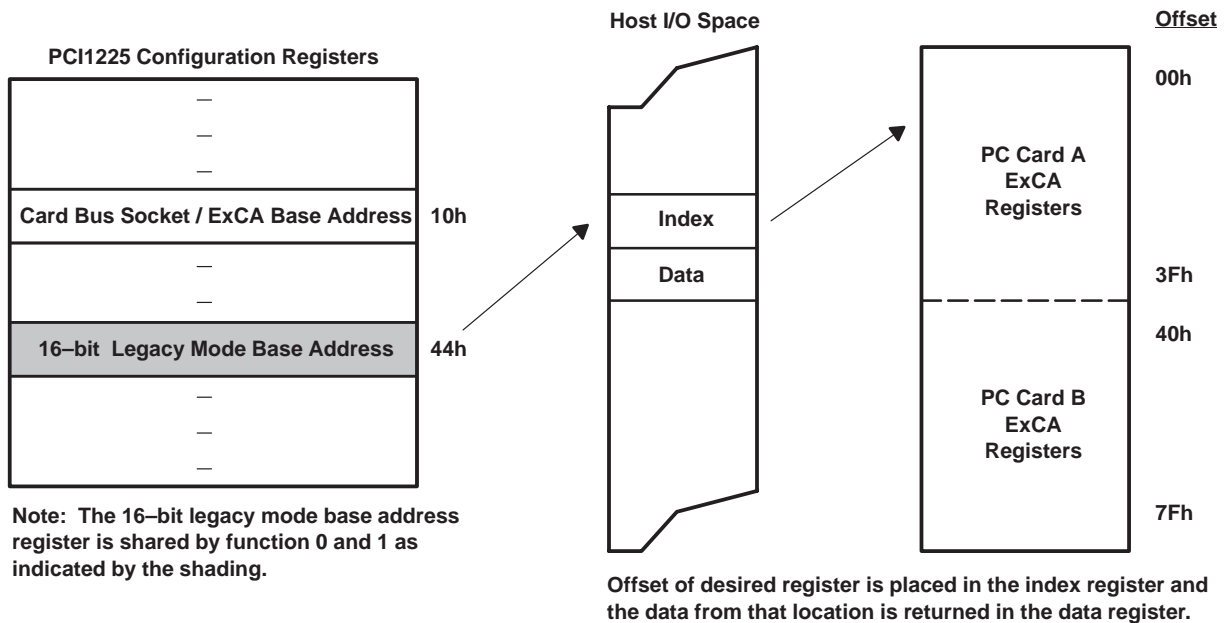 PCI1225 Configuration Registers
–
–
–
Card Bus Socket / ExCA Base Address 10h
–
–
16–bit Legacy Mode Base Address 44h
–
–
–
Note: The 16–bit legacy mode base address
register is shared by function 0 and 1 as
indicated by the shading.
Host I/O Space
Index
Data
Offset
00h
PC Card A
ExCA
Registers
3Fh
40h
PC Card B
ExCA
Registers
7Fh
Offset of desired register is placed in the index register and
the data from that location is returned in the data register.